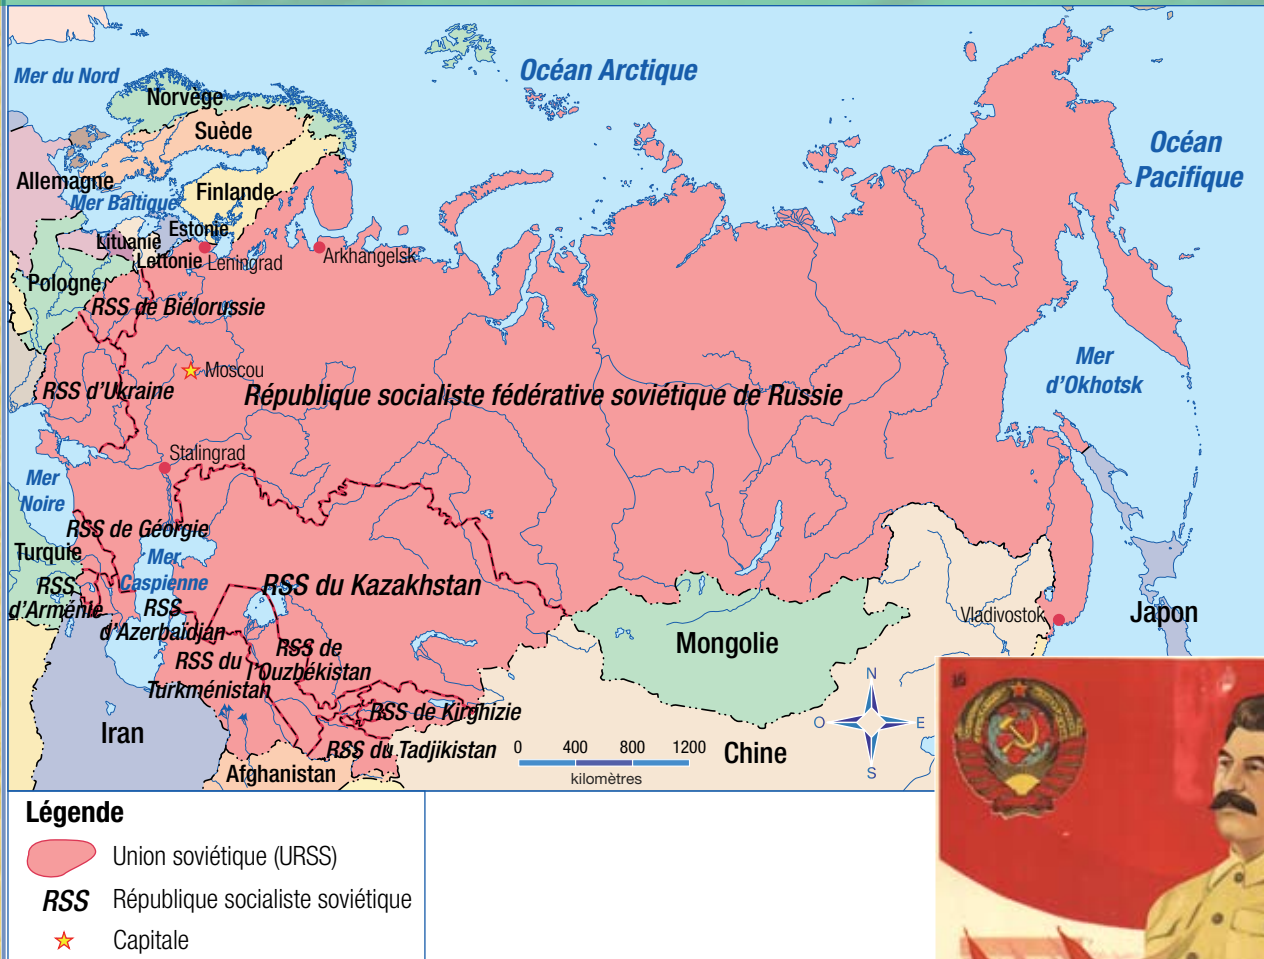 Océan Arctique
Mer du Nord
Norvège
Suède
Océan
Pacifique
Allemagne
Finlande
Mer Baltique
Estonie
Lituanie
Lettonie
Leningrad
Arkhangelsk
Pologne
RSS de Biélorussie
Moscou
Mer
d'Okhotsk
RSS d'Ukraine
République socialiste fédérative soviétique de Russie
Stalingrad
Mer
Noire
RSS de Géorgie
Turquie
Mer
Caspienne
RSS
d'Arménie
RSS
d'Azerbaïdjan
RSS du Kazakhstan
Vladivostok
Japon
RSS de
l'Ouzbékistan
RSS du
Turkménistan
Mongolie
RSS de Kirghizie
Iran
RSS du Tadjikistan
Afghanistan
0 400 800 1200
kilomètres
Chine
N
O E
S
Légende
Union soviétique (URSS)
RSS République socialiste soviétique
Capitale